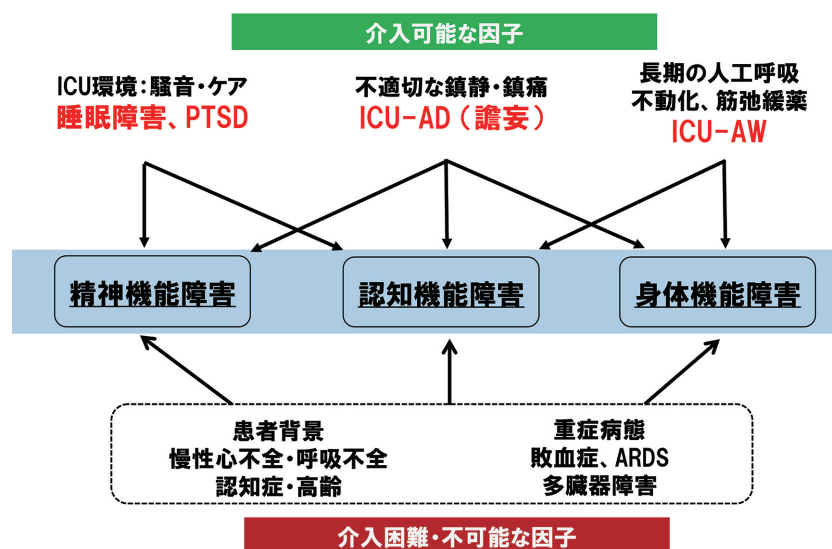 介入可能な因子
ICU環境：騒音・ケア
睡眠障害、PTSD
不適切な鎮静・鎮痛
ICU-AD（譫妄）
長期の人工呼吸
不動化、筋弛緩薬
ICU-AW
精神機能障害
認知機能障害
身体機能障害
患者背景
慢性心不全・呼吸不全
認知症・高齢
重症病態
敗血症、ARDS
多臓器障害
介入困難・不可能な因子